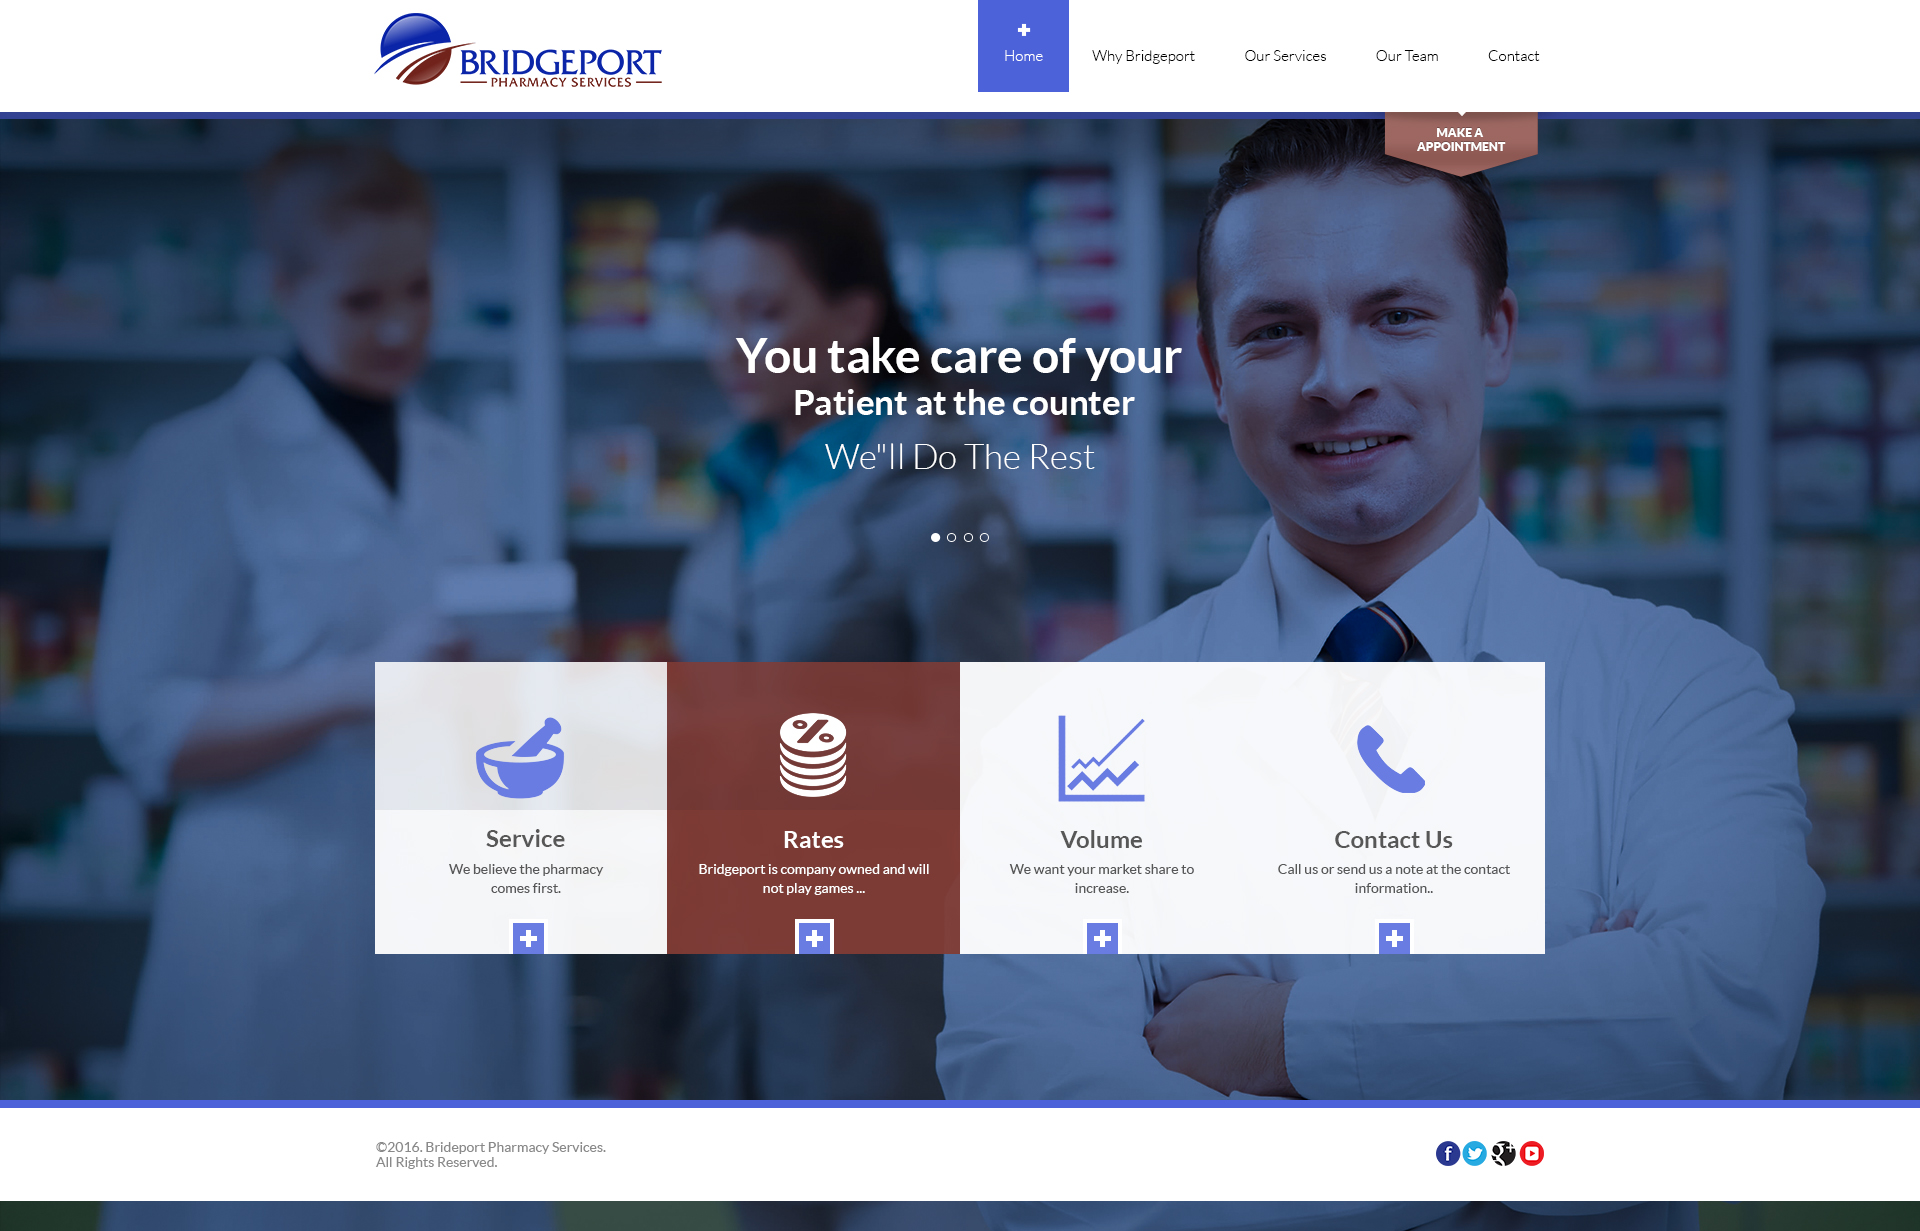 BRIDGEPORT
PHARMACY SERVICES
Home
Why Bridgeport
Our Services
Our Team
Contact
MAKE A
APPOINTMENT
You take care of your
Patient at the counter
We"ll Do The Rest
Service
We believe the pharmacy
comes first.
Rates
Bridgeport is company owned and will
not play games ...
Volume
We want your market share to
increase.
Contact Us
Call us or send us a note at the contact
information..
©2016. Brideport Pharmacy Services.
All Rights Reserved.